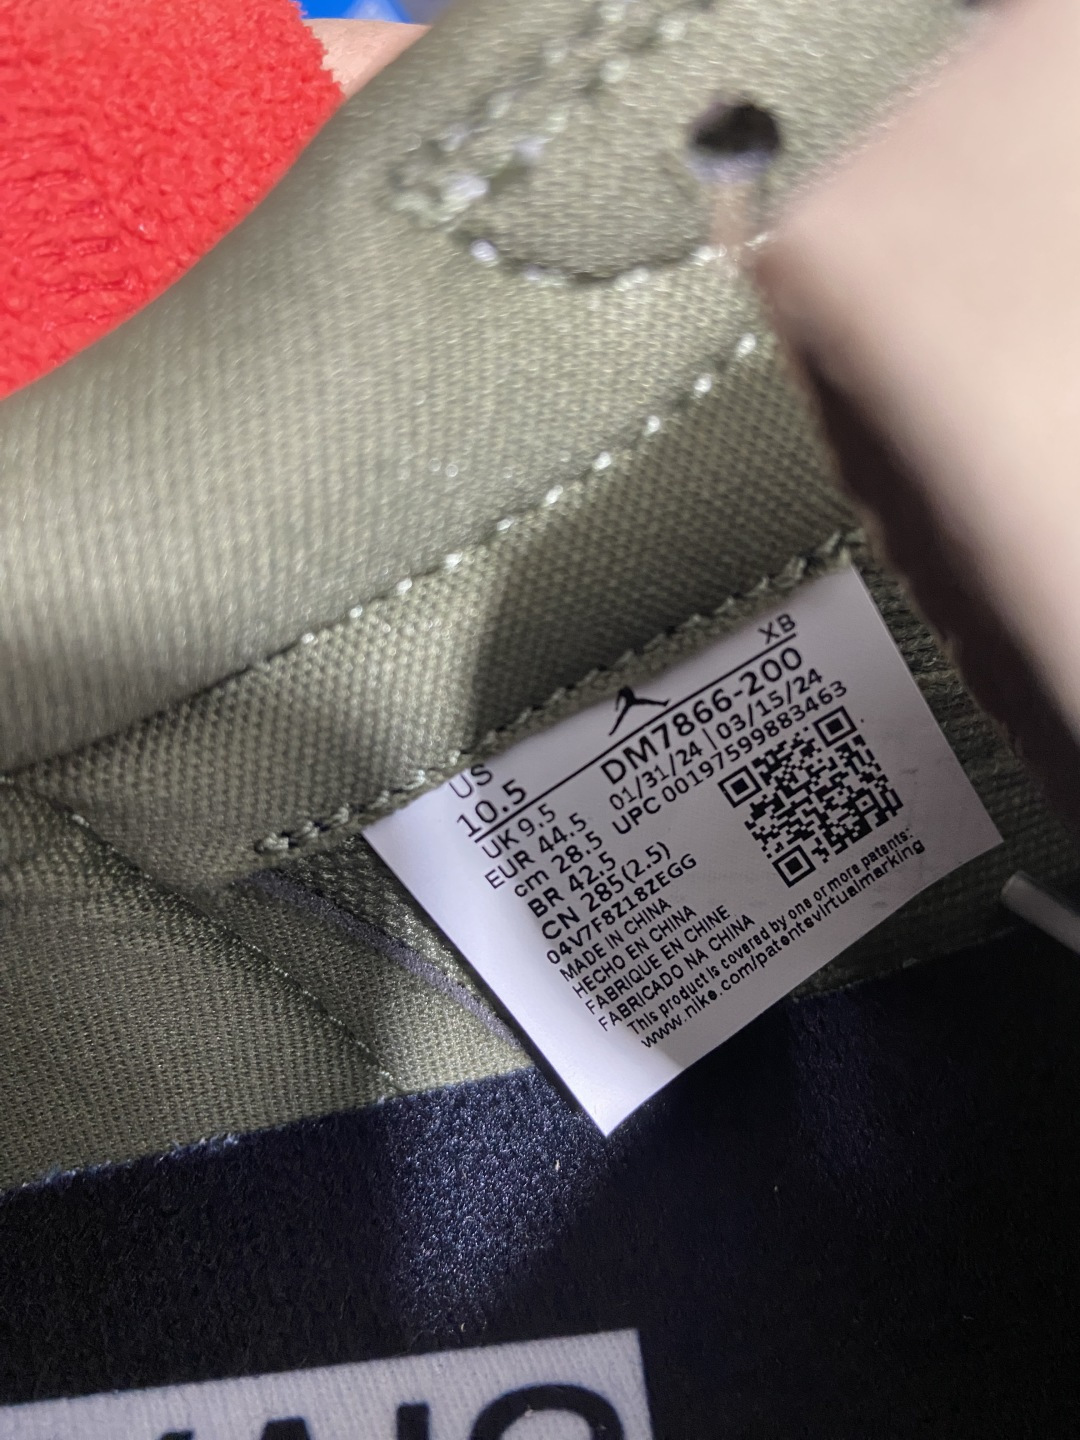 XB
US
10.5
DM7866-200
01/31/24 | 03/15/24
UPC 00197599883463
UK 9.5
EUR 44.5
cm 28.5
BR 42.5
CN 285(2.5)
04V7F8Z18ZEGG
MADE IN CHINA
HECHO EN CHINA
FABRIQUE EN CHINE
FABRICADO NA CHINA
This product is covered by one or more patents:
www.nike.com/patentsvirtualmarking